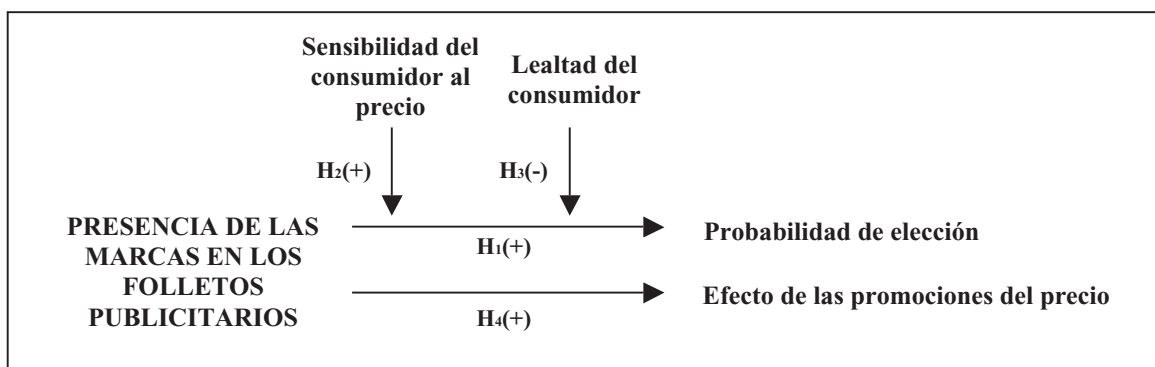 Sensibilidad del
consumidor al
precio
Lealtad del
consumidor
H2(+)
H3(-)
PRESENCIA DE LAS
MARCAS EN LOS
FOLLETOS
PUBLICITARIOS
H1(+)
Probabilidad de elección
H4(+)
Efecto de las promociones del precio